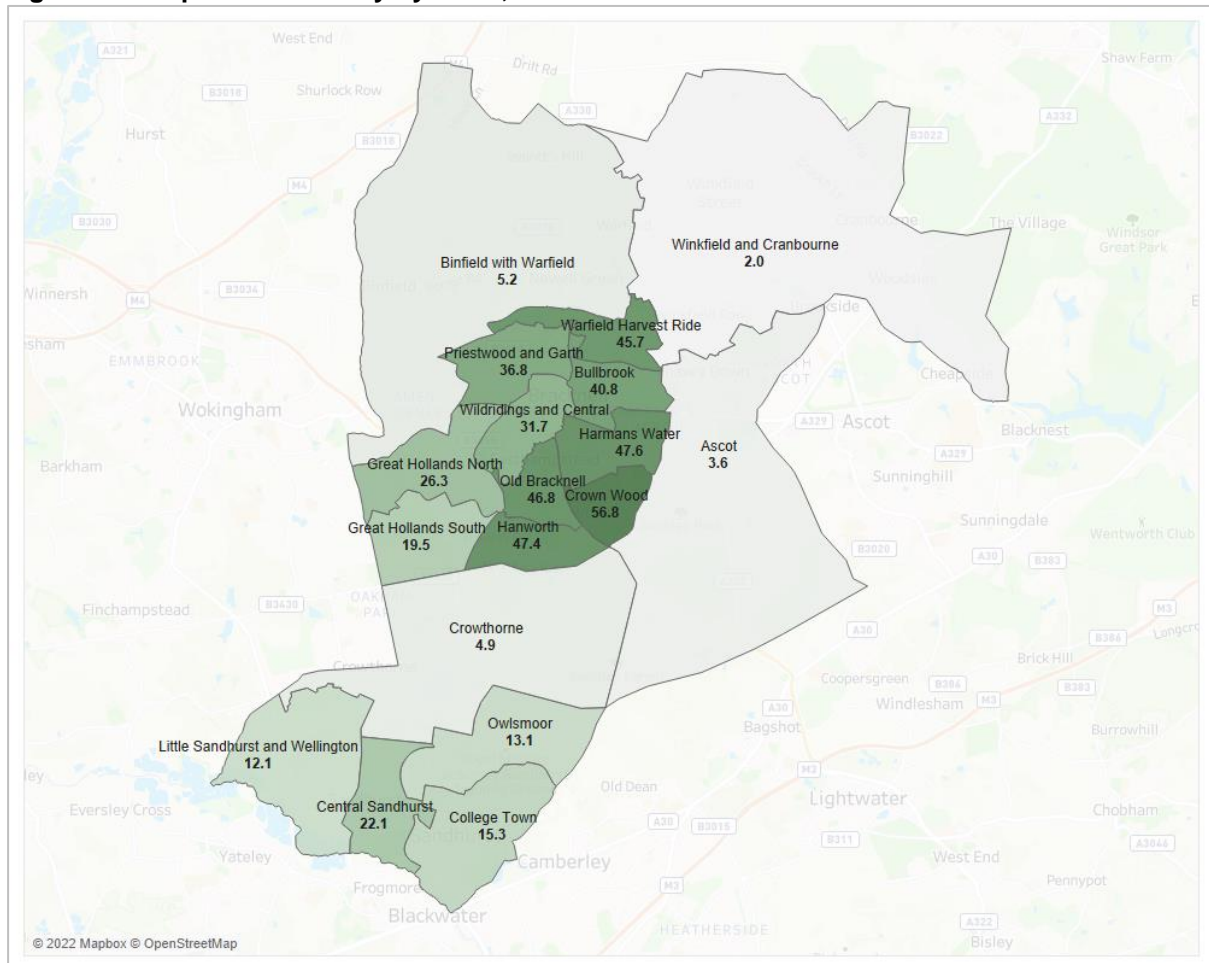 West End
A321
M4
Drift Rd
Shaw Farm
B3018
Shurlock Row
A330
A332
Hurst
B3018
B3022
M4
B3030
The Village
Windsor
Great Park
Winkfield and Cranbourne
2.0
Binfield with Warfield
5.2
Winnersh
B3034
M4
Warfield Harvest Ride
45.7
EMMBROOK
Priestwood and Garth
36.8
Bullbrook
40.8
Cheapside
Wokingham
Wildridings and Central
31.7
A329
Ascot
Blacknest
Harmans Water
47.6
Ascot
3.6
A329
Barkham
Great Hollands North
26.3
Sunninghill
Old Bracknell
46.8
Crown Wood
56.8
Great Hollands South
19.5
Hanworth
47.4
Sunningdale
Wentworth Club
B3020
A30
B383
Finchampstead
B3430
M3
Crowthorne
4.9
A30
B386
Brick Hill
Coopersgreen
B384
B383
Windlesham
M3
A30
Bagshot
Burrowhill
Owlsmoor
13.1
Little Sandhurst and Wellington
12.1
M3
Old Dean
Lightwater
Eversley Cross
Chobham
Central Sandhurst
22.1
College Town
15.3
A30
B3015
B311
A3046
Yateley
Camberley
West End
Frogmore
M3
Pennypot
Blackwater
A322
HEATHERSIDE
Bisley
© 2022 Mapbox © OpenStreetMap